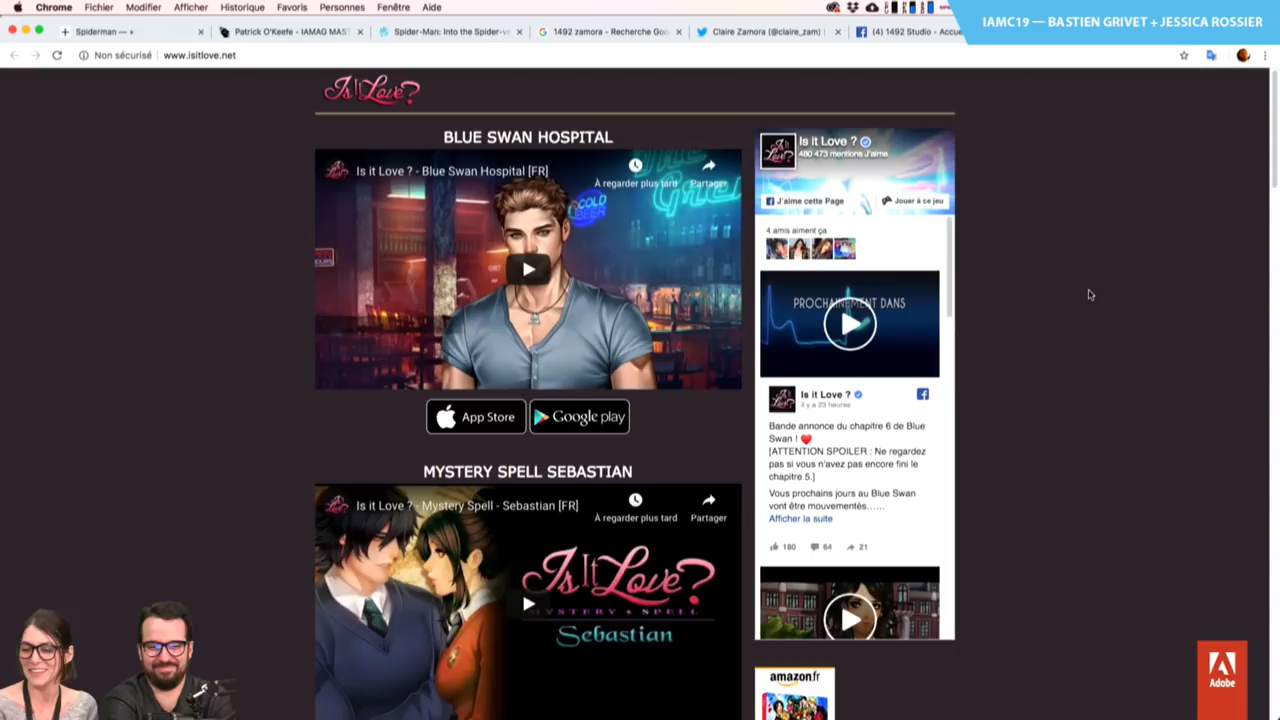 Chrome Fichier Modifier Afficher Historique Favoris Personnes Fenêtre Aide
IAMC19 — BASTIEN GRIVET + JESSICA ROSSIER
Spiderman — +
Patrick O'Keefe - IAMAG MAS
Spider-Man: Into the Spider-v
1492 zamora - Recherche Goo
Claire Zamora (@claire_zam)
(4) 1492 Studio - Accue
Non sécurisé www.isitlove.net
Is It Love?
BLUE SWAN HOSPITAL
Is it Love ? - Blue Swan Hospital [FR]
À regarder plus tard
Partager
COLD BEER
App Store
Google play
MYSTERY SPELL SEBASTIAN
Is it Love ? - Mystery Spell - Sebastian [FR]
À regarder plus tard
Partager
Is It Love?
MYSTERY SPELL
Sebastian
Is it Love ?
480 473 mentions J'aime
J'aime cette Page
Jouer à ce jeu
4 amis aiment ça
PROCHAINEMENT DANS
Is it Love ?
il y a 23 heures
Bande annonce du chapitre 6 de Blue
Swan ! ❤
[ATTENTION SPOILER : Ne regardez
pas si vous n'avez pas encore fini le
chapitre 5.]
Vous prochains jours au Blue Swan
vont être mouvementés……
Afficher la suite
180 64 21
amazon.fr
Adobe